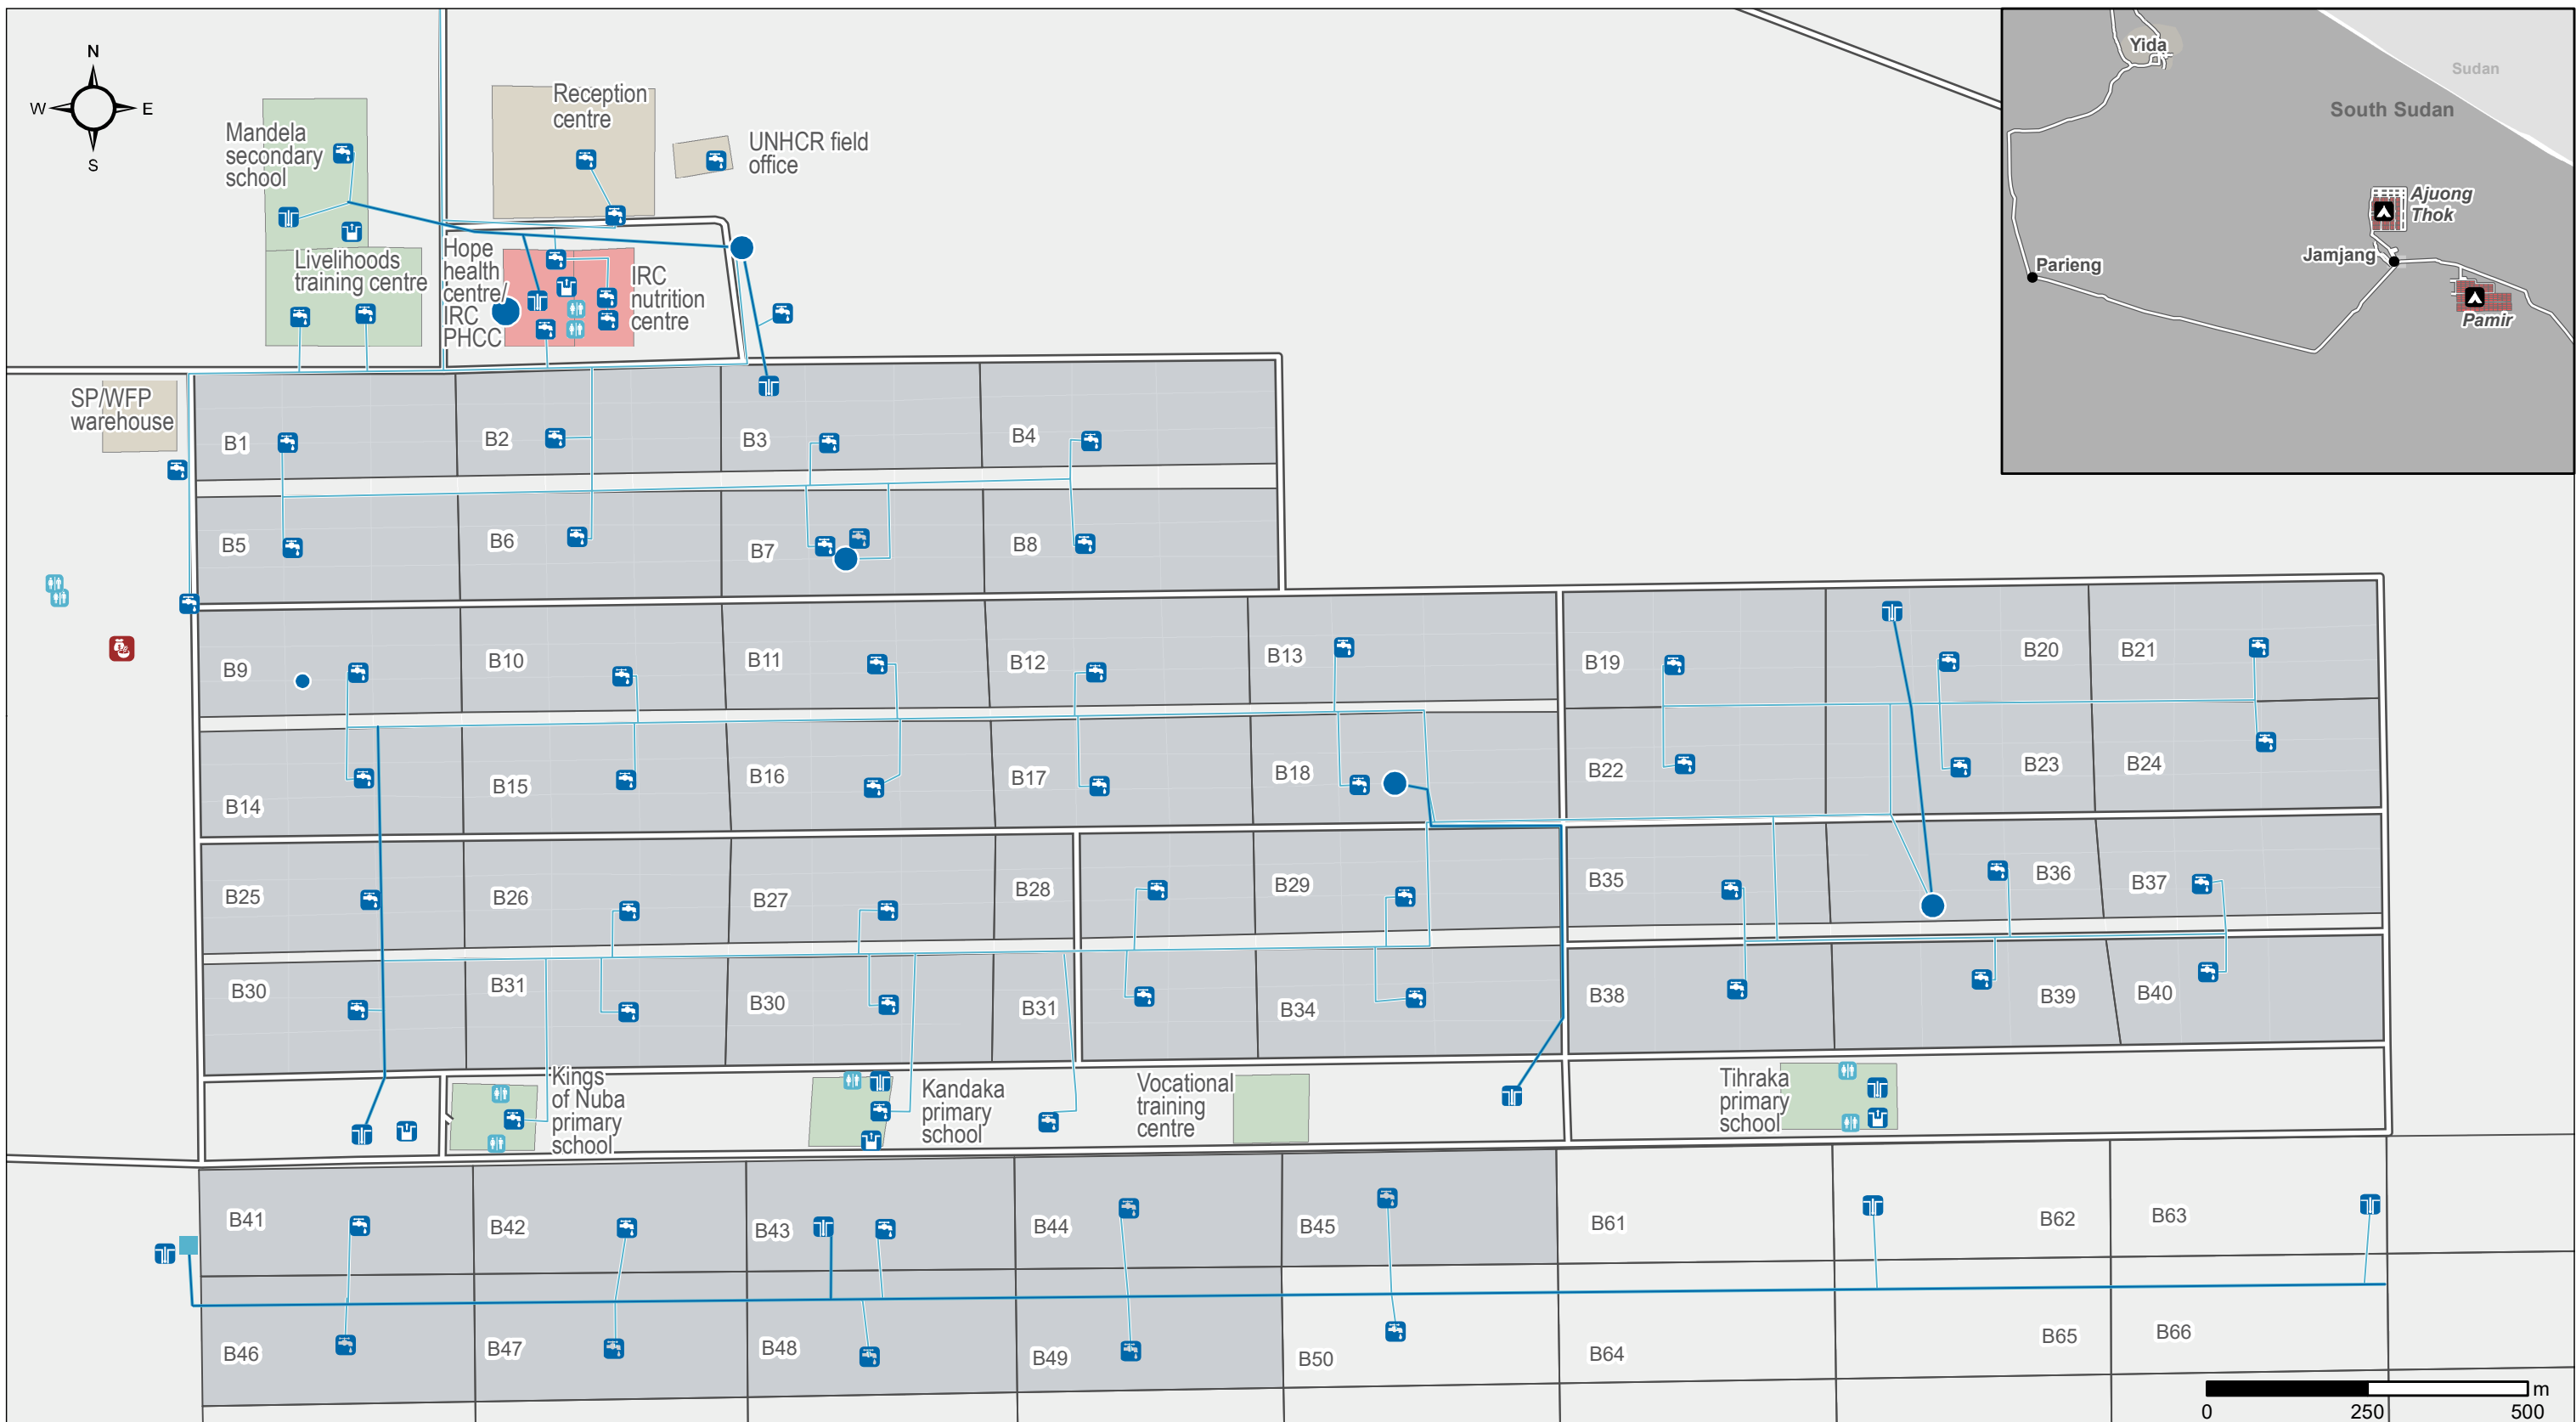 N
W
E
S
Mandela
secondary
school
Reception
centre
UNHCR field
office
Livelihoods
training centre
Hope
health
centre/
IRC
PHCC
IRC
nutrition
centre
SP/WFP
warehouse
Yida
Sudan
South Sudan
Ajuong
Thok
Jamjang
Parieng
Pamir
B1
B2
B3
B4
B5
B6
B7
B8
B9
B10
B11
B12
B13
B19
B20
B21
B14
B15
B16
B17
B18
B22
B23
B24
B25
B26
B27
B28
B29
B35
B36
B37
B30
B31
B30
B31
B34
B38
B39
B40
Kings
of Nuba
primary
school
Kandaka
primary
school
Vocational
training
centre
Tihraka
primary
school
B41
B42
B43
B44
B45
B61
B62
B63
B46
B47
B48
B49
B50
B64
B65
B66
m
0 250 500